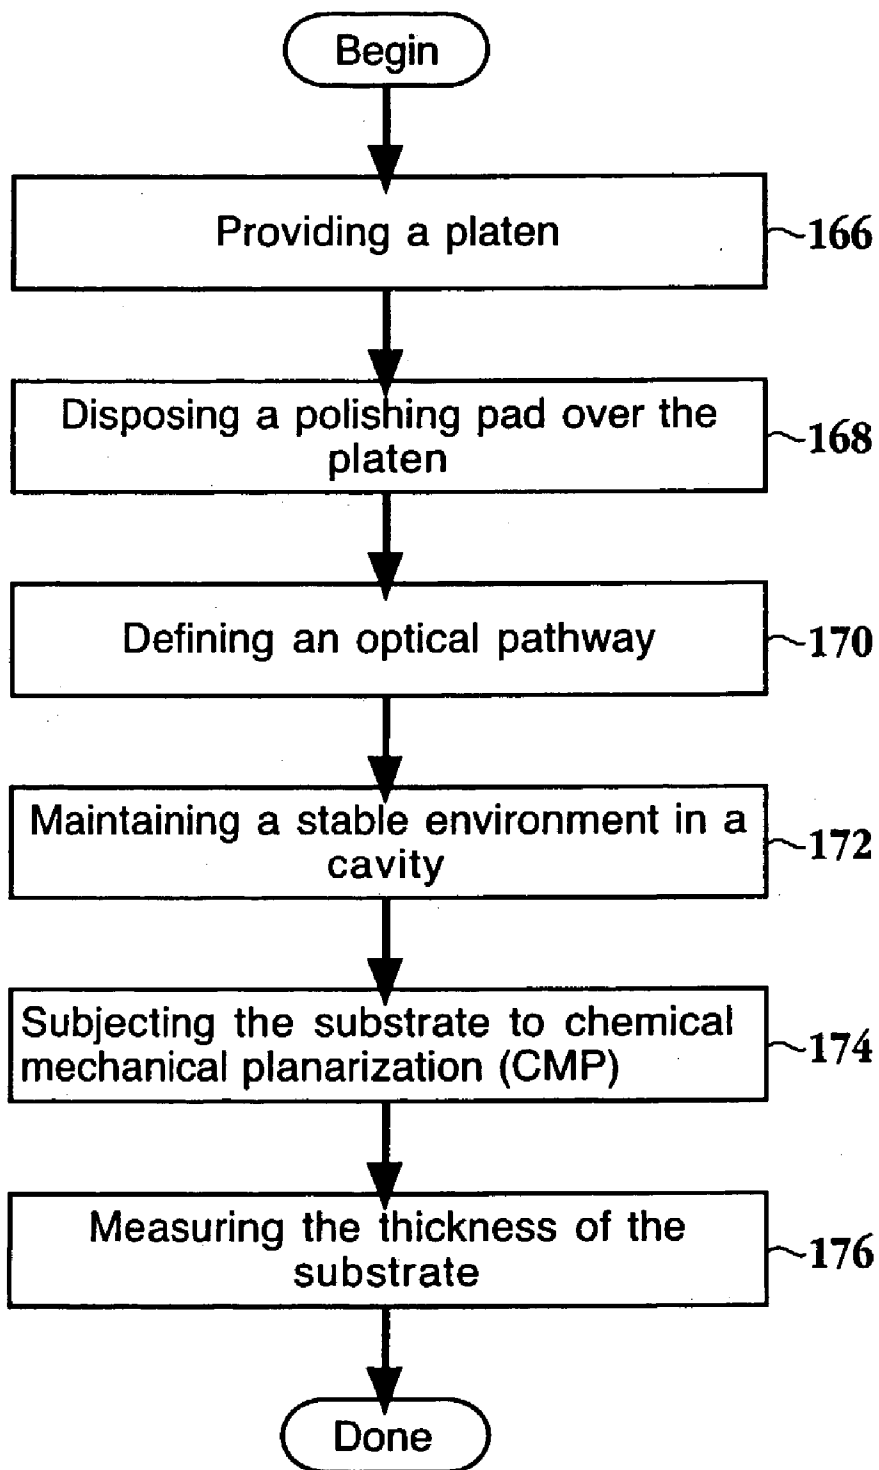 Begin
Providing a platen
166
Disposing a polishing pad over the
platen
168
Defining an optical pathway
170
Maintaining a stable environment in a
cavity
172
Subjecting the substrate to chemical
mechanical planarization (CMP)
174
Measuring the thickness of the
substrate
176
Done